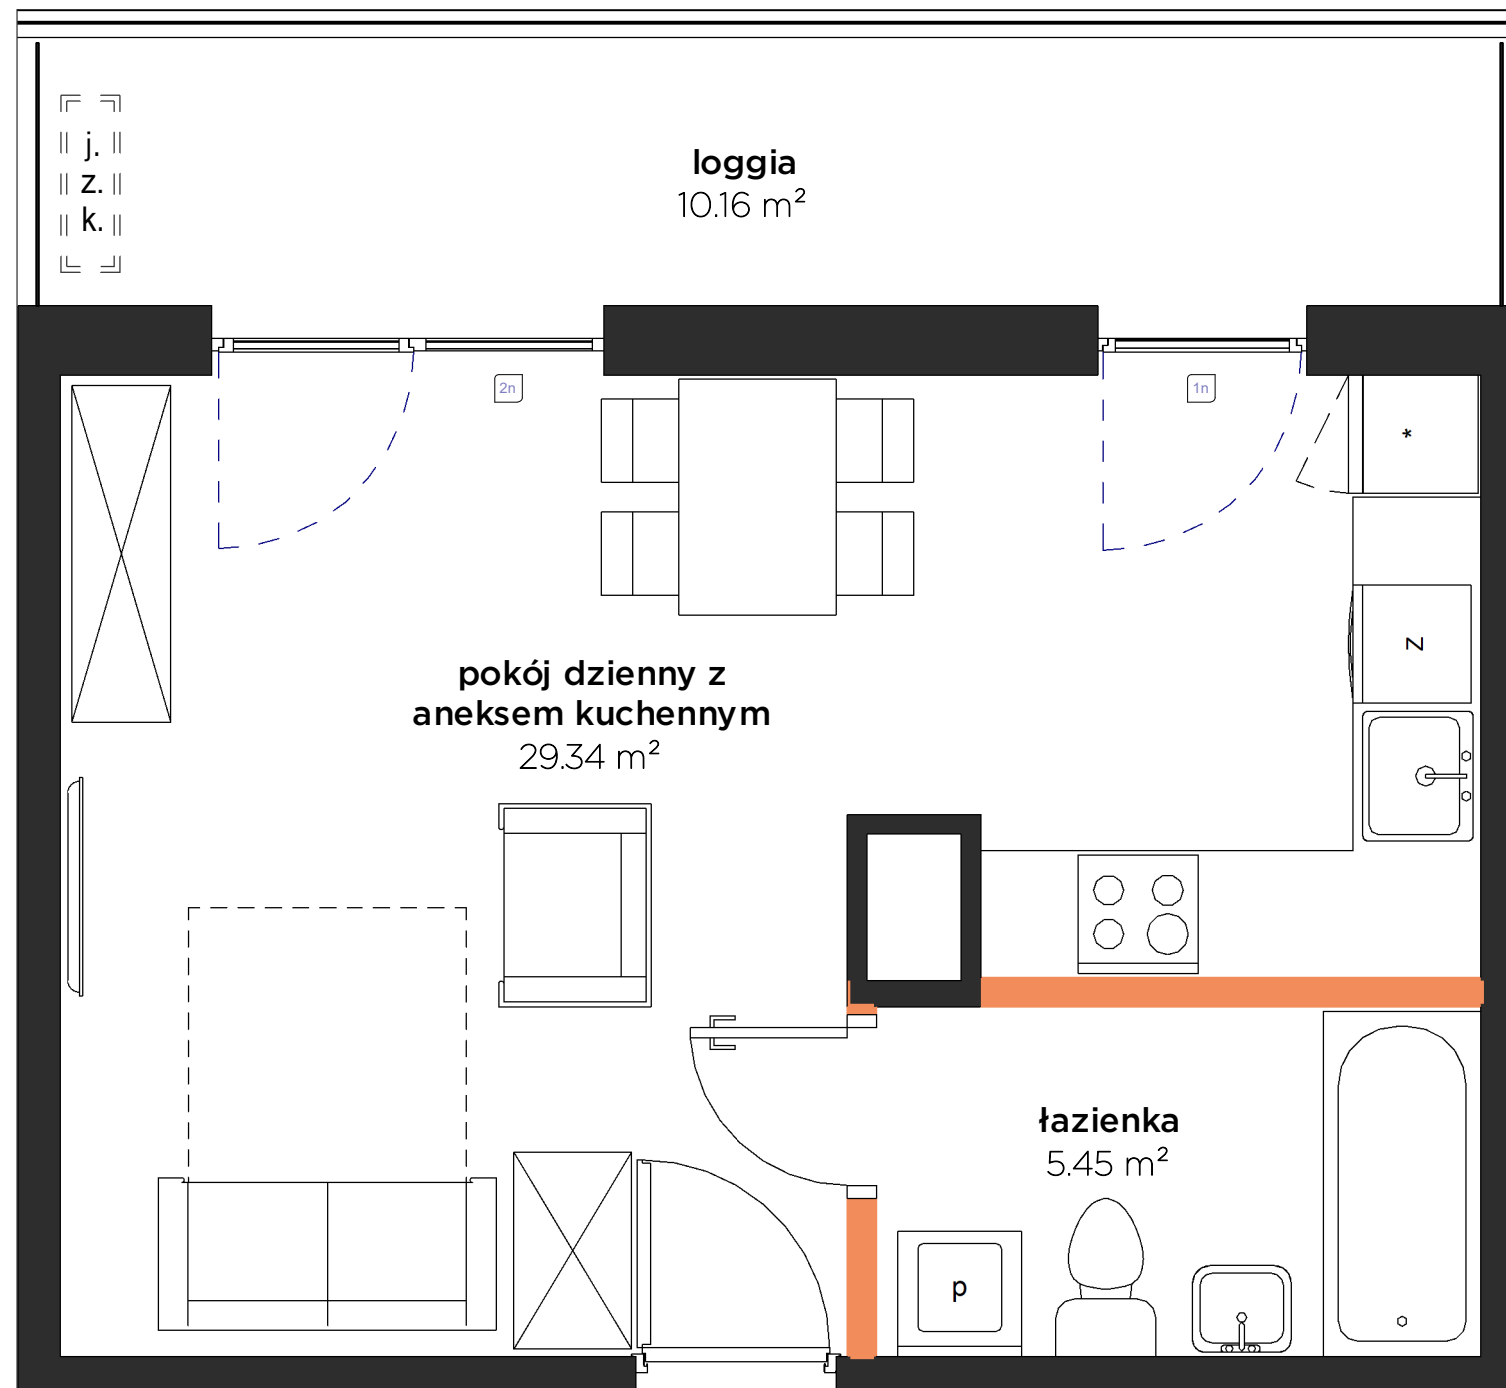 j.
z.
k.
loggia
10.16 m²
2n
1n
*
pokój dzienny z
aneksem kuchennym
29.34 m²
Z
łazienka
5.45 m²
p